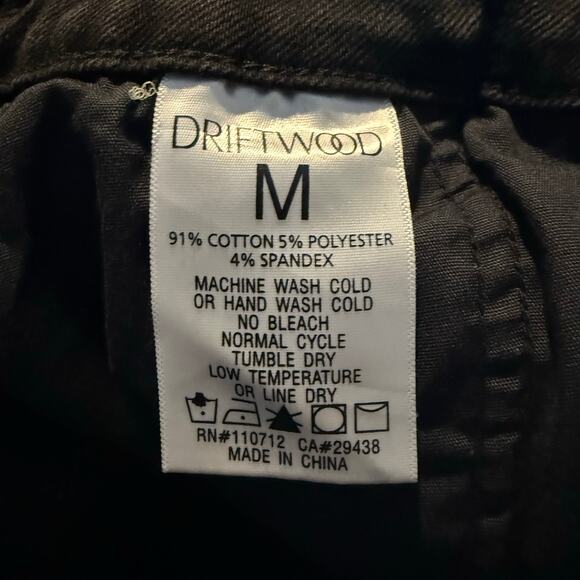 DRIFTWOOD
M
91% COTTON 5% POLYESTER
4% SPANDEX
MACHINE WASH COLD
OR HAND WASH COLD
NO BLEACH
NORMAL CYCLE
TUMBLE DRY
LOW TEMPERATURE
OR LINE DRY
RN#110712 CA#29438
MADE IN CHINA